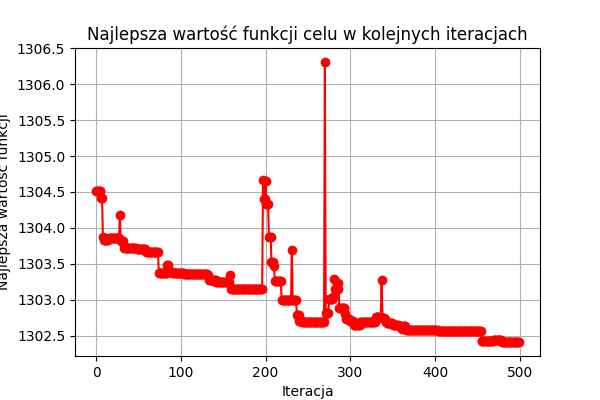 Najlepsza wartość funkcji celu w kolejnych iteracjach
1306.5
1306.0
1305.5
1305.0
1304.5
1304.0
1303.5
1303.0
1302.5
Najlepsza wartość funkcji
0 100 200 300 400 500
Iteracja